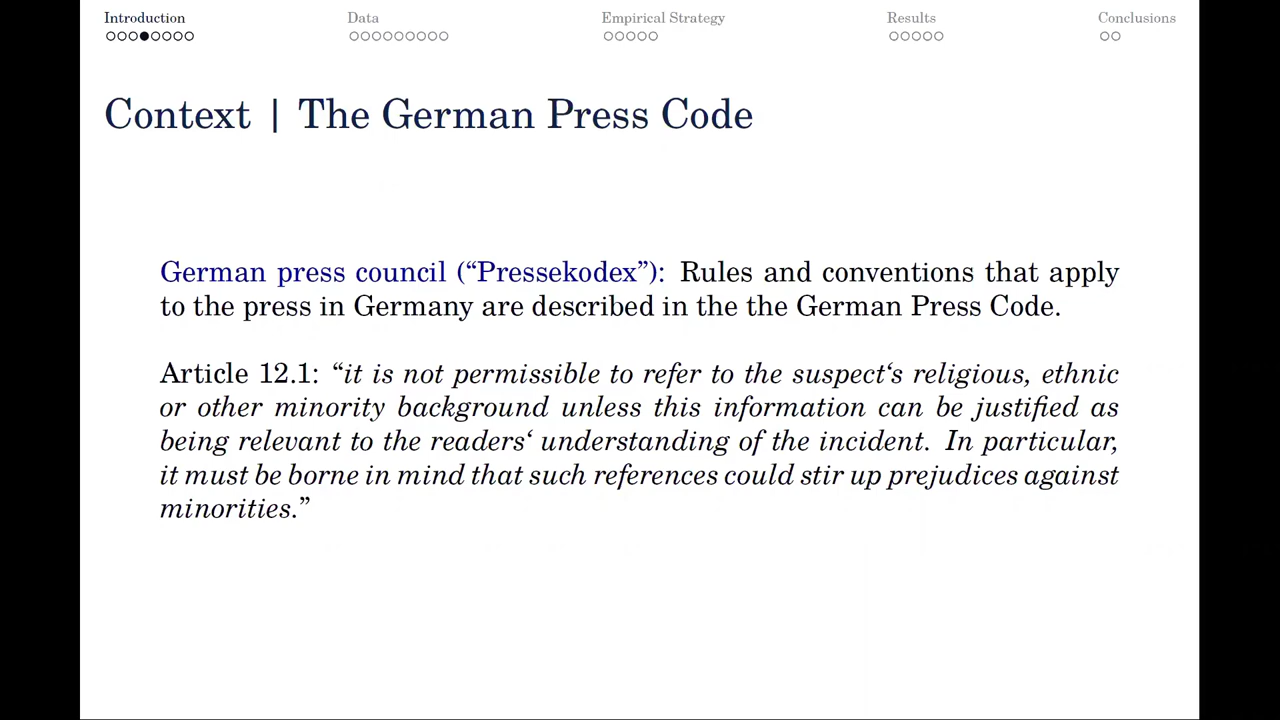 Introduction Data Empirical Strategy Results Conclusions
Context | The German Press Code
German press council (“Pressekodex”): Rules and conventions that apply
to the press in Germany are described in the the German Press Code.
Article 12.1: “it is not permissible to refer to the suspect‘s religious, ethnic
or other minority background unless this information can be justified as
being relevant to the readers‘ understanding of the incident. In particular,
it must be borne in mind that such references could stir up prejudices against
minorities.”